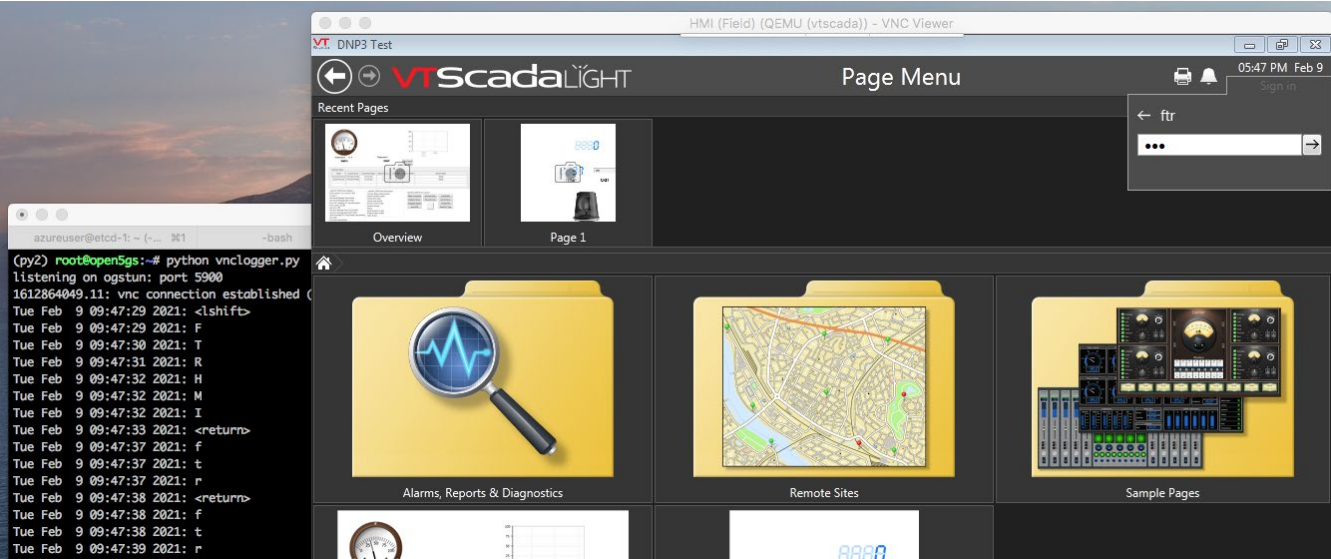 HMI (Field) (QEMU (vtscada)) - VNC Viewer
VT DNP3 Test
VTScadaLIGHT
Page Menu
05:47 PM Feb 9
Sign in
Recent Pages
← ftr
•••
Overview
Page 1
azureuser@etcd-1: ~ (-... ⌘1
-bash
(py2) root@open5gs:~# python vnclogger.py
listening on ogstun: port 5900
1612864049.11: vnc connection established (
Tue Feb 9 09:47:29 2021: <lshift>
Tue Feb 9 09:47:29 2021: F
Tue Feb 9 09:47:30 2021: T
Tue Feb 9 09:47:31 2021: R
Tue Feb 9 09:47:32 2021: H
Tue Feb 9 09:47:32 2021: M
Tue Feb 9 09:47:32 2021: I
Tue Feb 9 09:47:33 2021: <return>
Tue Feb 9 09:47:37 2021: f
Tue Feb 9 09:47:37 2021: t
Tue Feb 9 09:47:37 2021: r
Tue Feb 9 09:47:38 2021: <return>
Tue Feb 9 09:47:38 2021: f
Tue Feb 9 09:47:38 2021: t
Tue Feb 9 09:47:39 2021: r
Alarms, Reports & Diagnostics
Remote Sites
Sample Pages